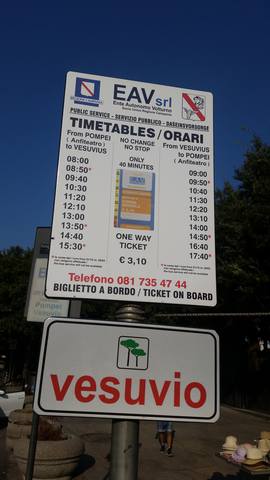 EAVsrl
Ente Autonomo Volturno
PUBLIC SERVICE - SERVIZIO PUBBLICO - DASEINSVORSORGE
TIMETABLES/ORARI
From POMPEI
( Anfiteatro )
to VESUVIUS
08:00
08:50*
09:40
10:30
11:20
12:10
13:00
13:50*
14:40
15:30*
NO CHANGE
NO STOP
ONLY
40 MINUTES
ONE WAY
TICKET
€ 3,10
From VESUVIUS
to POMPEI
( Anfiteatro )
09:00
09:50*
10:40
11:30
12:20
13:10
14:00
14:50*
16:40
17:40*
Telefono 081 735 47 44
BIGLIETTO A BORDO / TICKET ON BOARD
vesuvio
Pompei